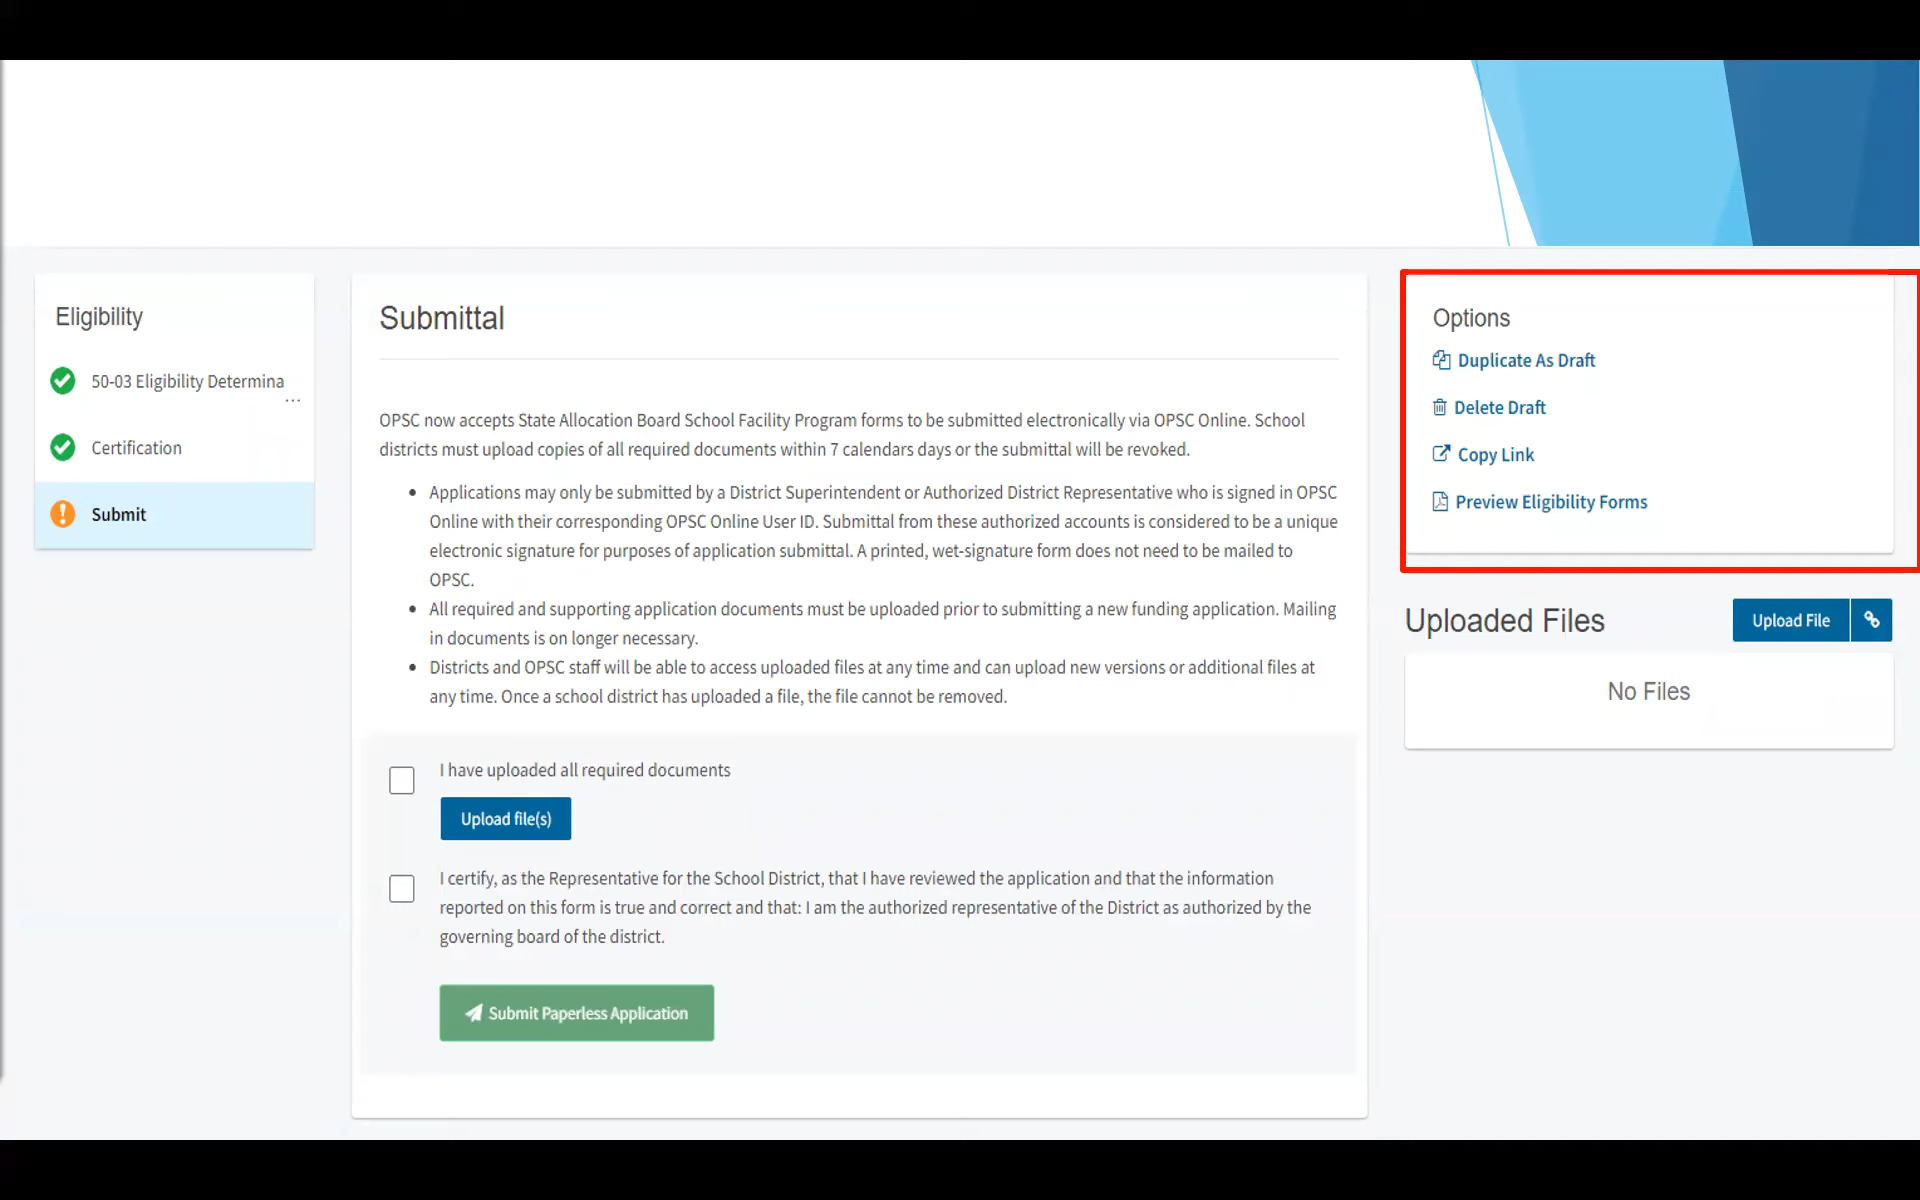 Eligibility
50-03 Eligibility Determina
...
Certification
Submit
Submittal
OPSC now accepts State Allocation Board School Facility Program forms to be submitted electronically via OPSC Online. School
districts must upload copies of all required documents within 7 calendars days or the submittal will be revoked.
• Applications may only be submitted by a District Superintendent or Authorized District Representative who is signed in OPSC
Online with their corresponding OPSC Online User ID. Submittal from these authorized accounts is considered to be a unique
electronic signature for purposes of application submittal. A printed, wet-signature form does not need to be mailed to
OPSC.
• All required and supporting application documents must be uploaded prior to submitting a new funding application. Mailing
in documents is on longer necessary.
• Districts and OPSC staff will be able to access uploaded files at any time and can upload new versions or additional files at
any time. Once a school district has uploaded a file, the file cannot be removed.
I have uploaded all required documents
Upload file(s)
I certify, as the Representative for the School District, that I have reviewed the application and that the information
reported on this form is true and correct and that: I am the authorized representative of the District as authorized by the
governing board of the district.
Submit Paperless Application
Options
Duplicate As Draft
Delete Draft
Copy Link
Preview Eligibility Forms
Uploaded Files
Upload File
No Files